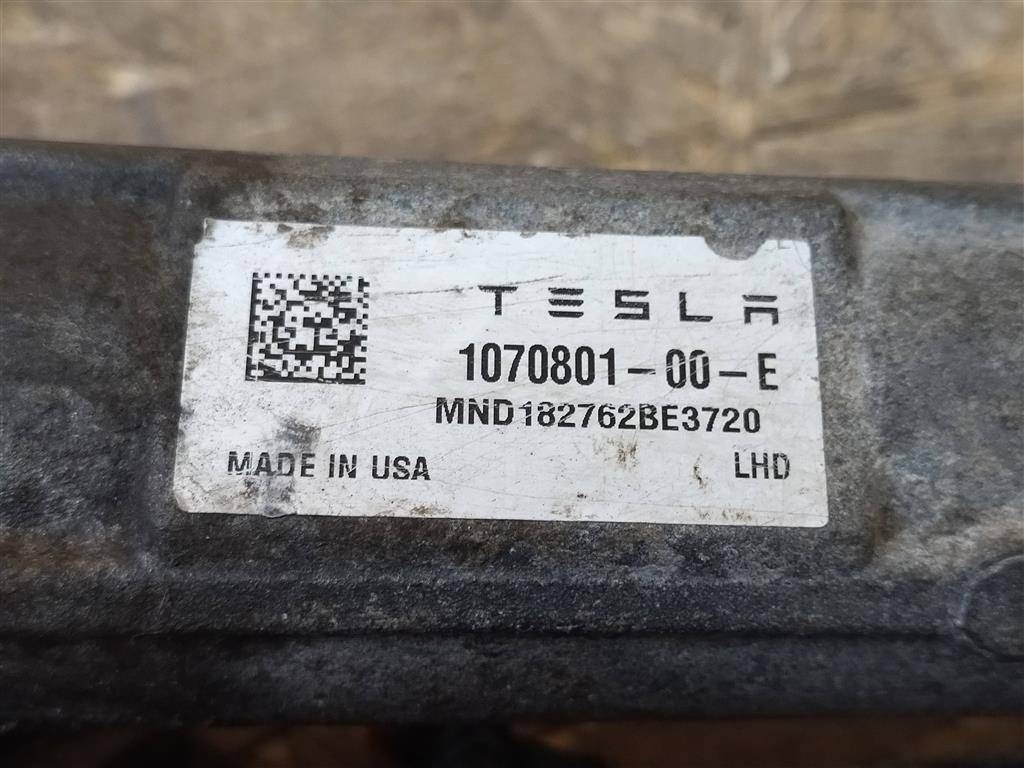 TESLA
1070801-00-E
MND182762BE3720
MADE IN USA LHD